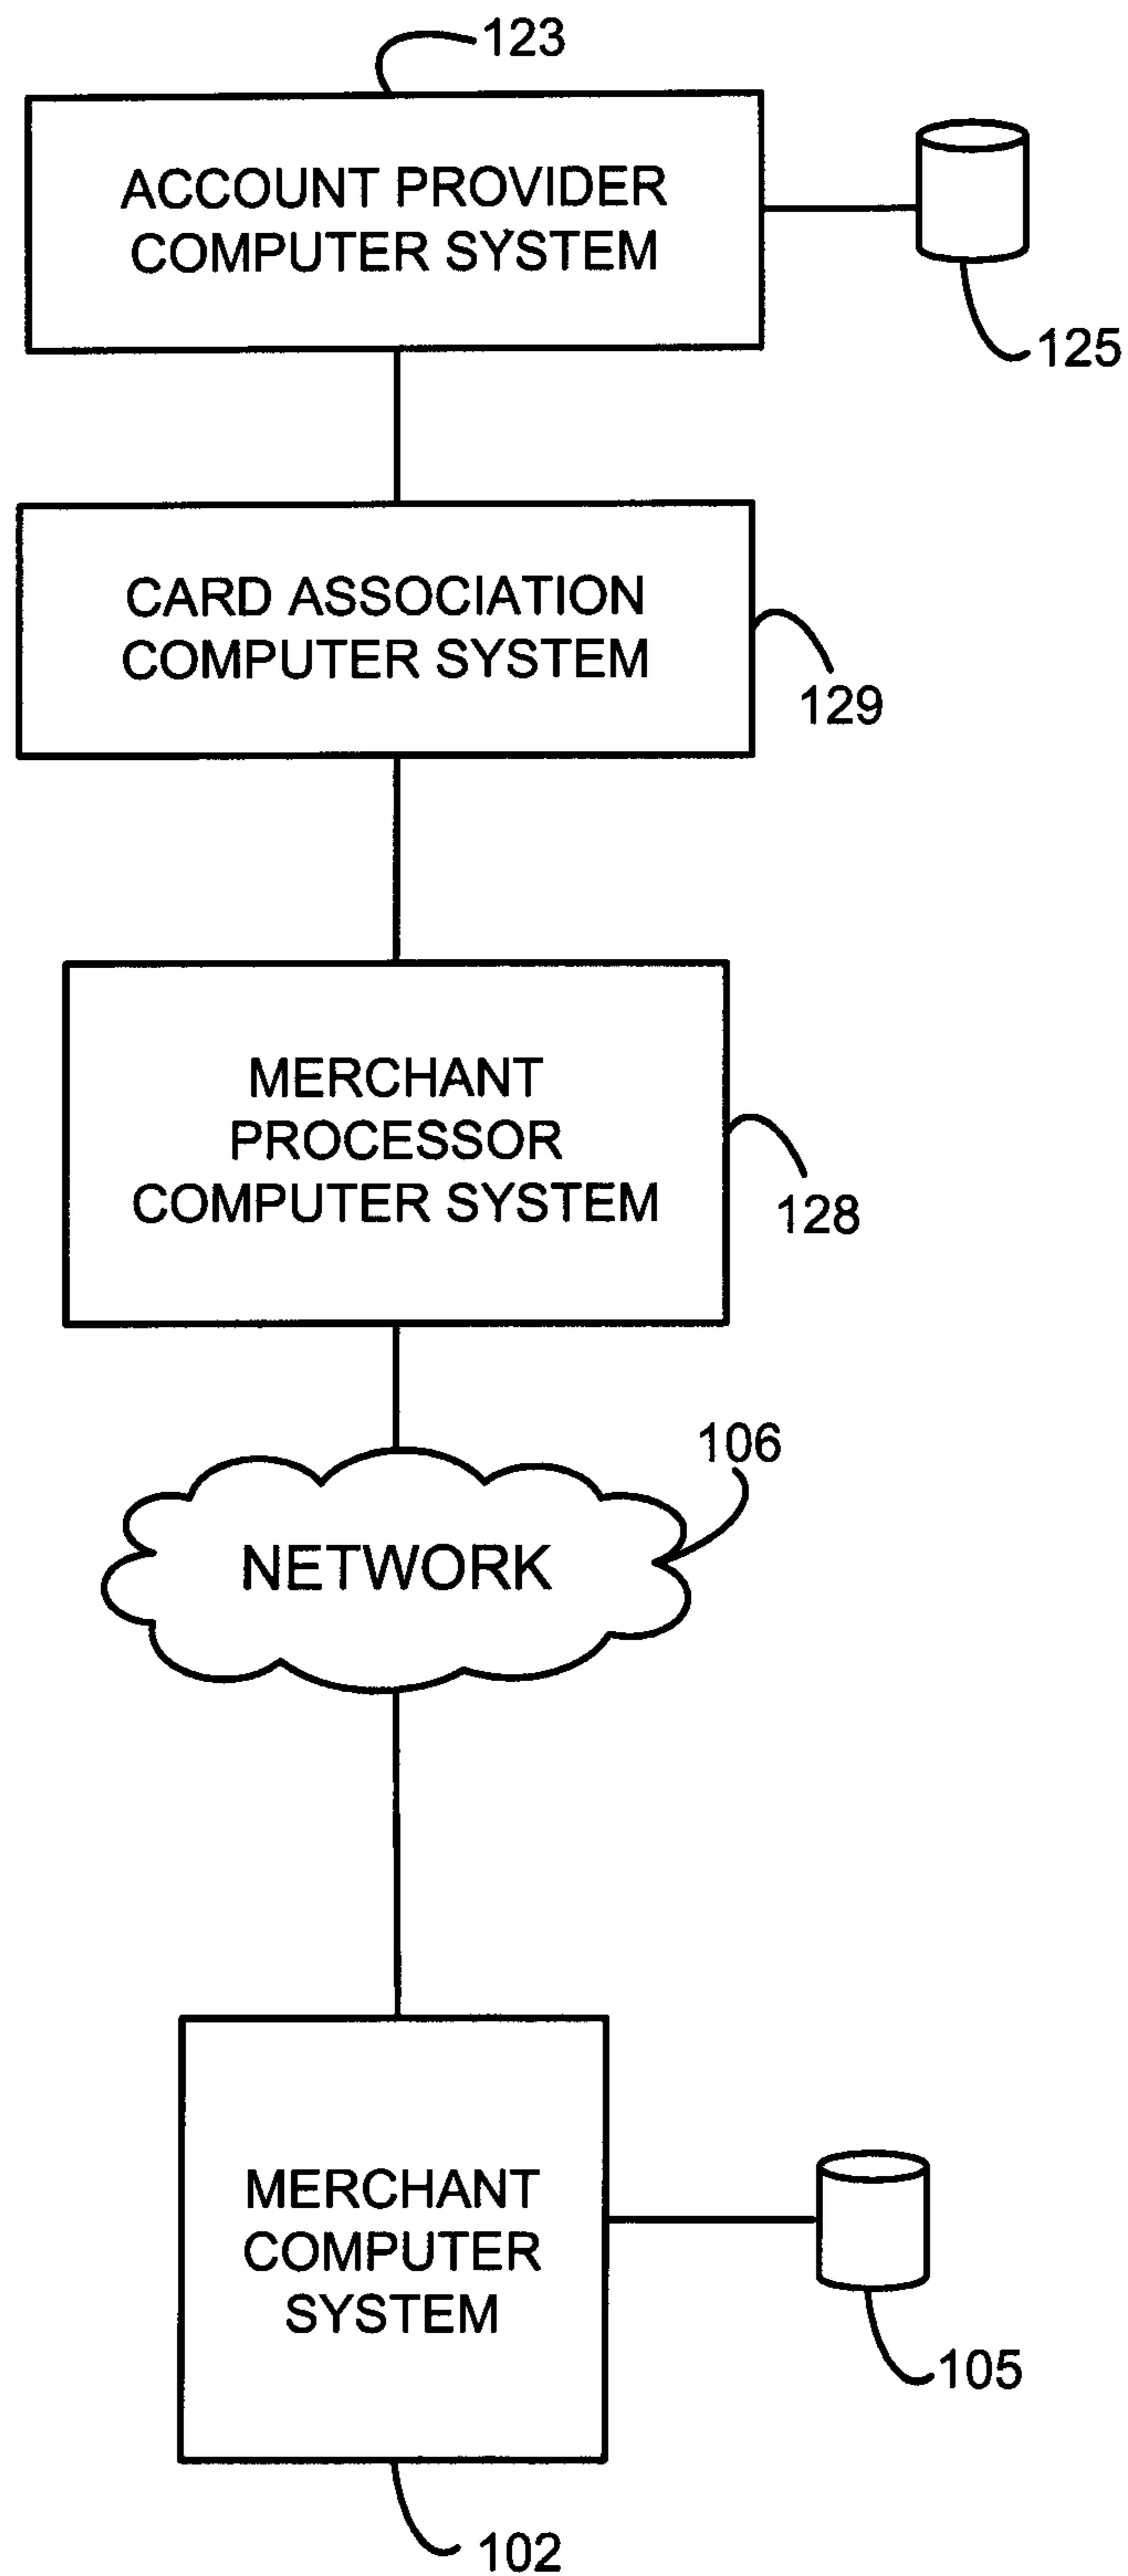 123
ACCOUNT PROVIDER
COMPUTER SYSTEM
125
CARD ASSOCIATION
COMPUTER SYSTEM
129
MERCHANT
PROCESSOR
COMPUTER SYSTEM
128
106
NETWORK
MERCHANT
COMPUTER
SYSTEM
105
102